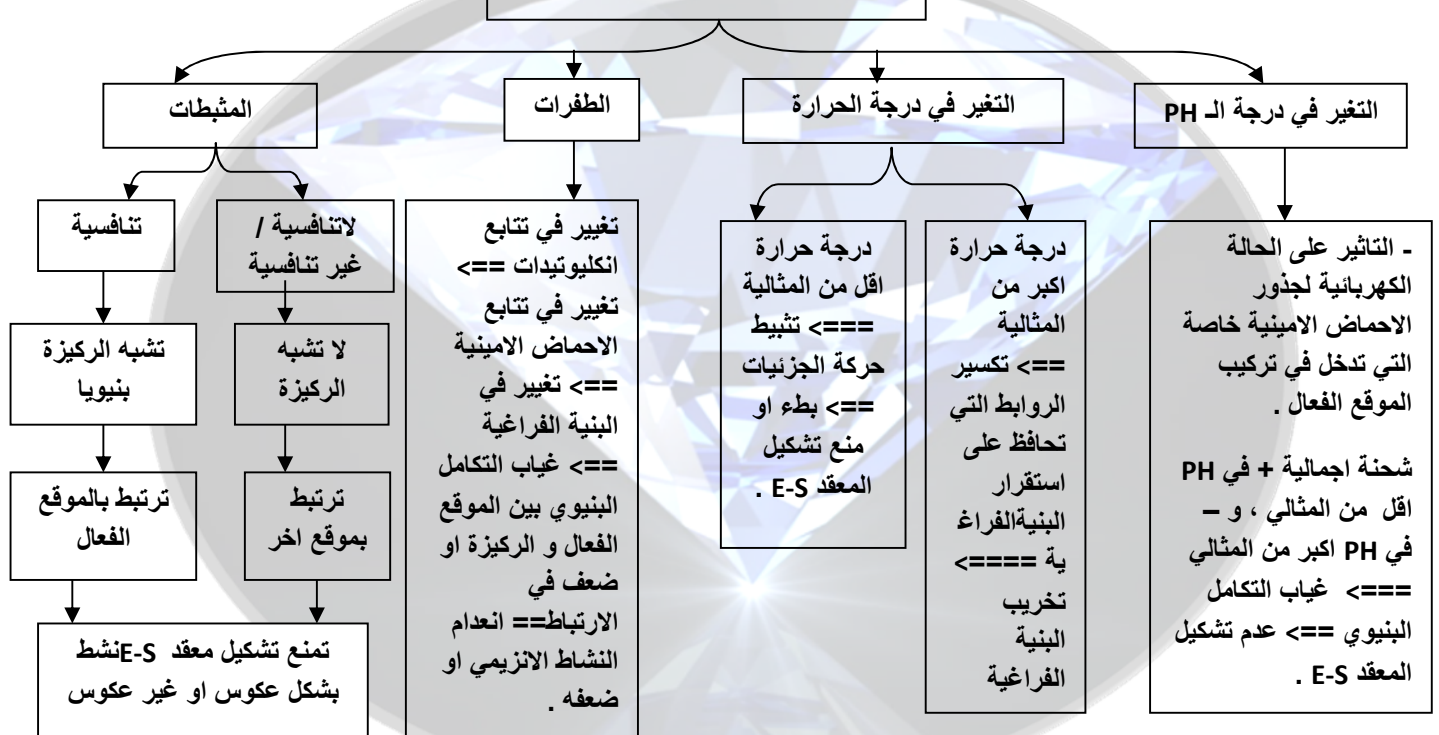 التغير في درجة الـ PH
- التاثير على الحالة
الكهربائية لجذور
الاحماض الامينية خاصة
التي تدخل في تركيب
الموقع الفعال .
شحنة اجمالية + في PH
اقل من المثالي ، و –
في PH اكبر من المثالي
===> غياب التكامل
البنيوي ==> عدم تشكيل
المعقد E-S .
التغير في درجة الحرارة
درجة حرارة
اكبر من
المثالية
==> تكسير
الروابط التي
تحافظ على
استقرار
البنيةالفراغ
ية ====>
تخريب
البنية
الفراغية
درجة حرارة
اقل من المثالية
===> تثبيط
حركة الجزئيات
==> بطء او
منع تشكيل
المعقد E-S .
الطفرات
تغيير في تتابع
انكليوتيدات ==>
تغيير في تتابع
الاحماض الامينية
==> تغيير في
البنية الفراغية
==> غياب التكامل
البنيوي بين الموقع
الفعال و الركيزة او
ضعف في
الارتباط== انعدام
النشاط الانزيمي او
ضعفه .
المثبطات
لاتنافسية /
غير تنافسية
لا تشبه
الركيزة
ترتبط
بموقع اخر
تنافسية
تشبه الركيزة
بنيويا
ترتبط بالموقع
الفعال
تمنع تشكيل معقد E-Sنشط
بشكل عكوس او غير عكوس